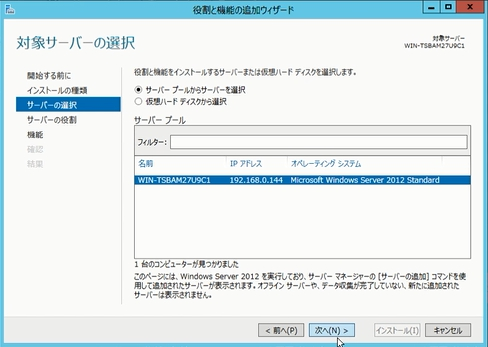 役割と機能の追加ウィザード
対象サーバーの選択
対象サーバー
WIN-TSBAM27U9C1
開始する前に
インストールの種類
サーバーの選択
サーバーの役割
機能
確認
結果
役割と機能をインストールするサーバーまたは仮想ハード ディスクを選択します。
サーバー プールからサーバーを選択
仮想ハード ディスクから選択
サーバー プール
フィルター:
名前 IP アドレス オペレーティング システム
WIN-TSBAM27U9C1 192.168.0.144 Microsoft Windows Server 2012 Standard
1 台のコンピューターが見つかりました
このページには、Windows Server 2012 を実行しており、サーバー マネージャーの [サーバーの追加] コマンドを使
用して追加されたサーバーが表示されます。オフライン サーバーや、データ収集が完了していない、新たに追加された
サーバーは表示されません。
< 前へ(P) 次へ(N) > インストール(I) キャンセル